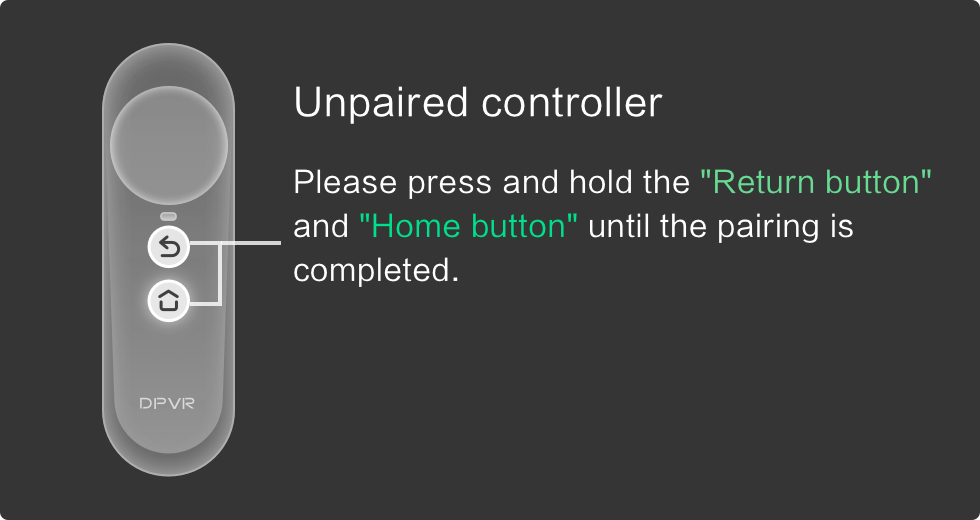 Unpaired controller
Please press and hold the "Return button"
and "Home button" until the pairing is
completed.
DPVR